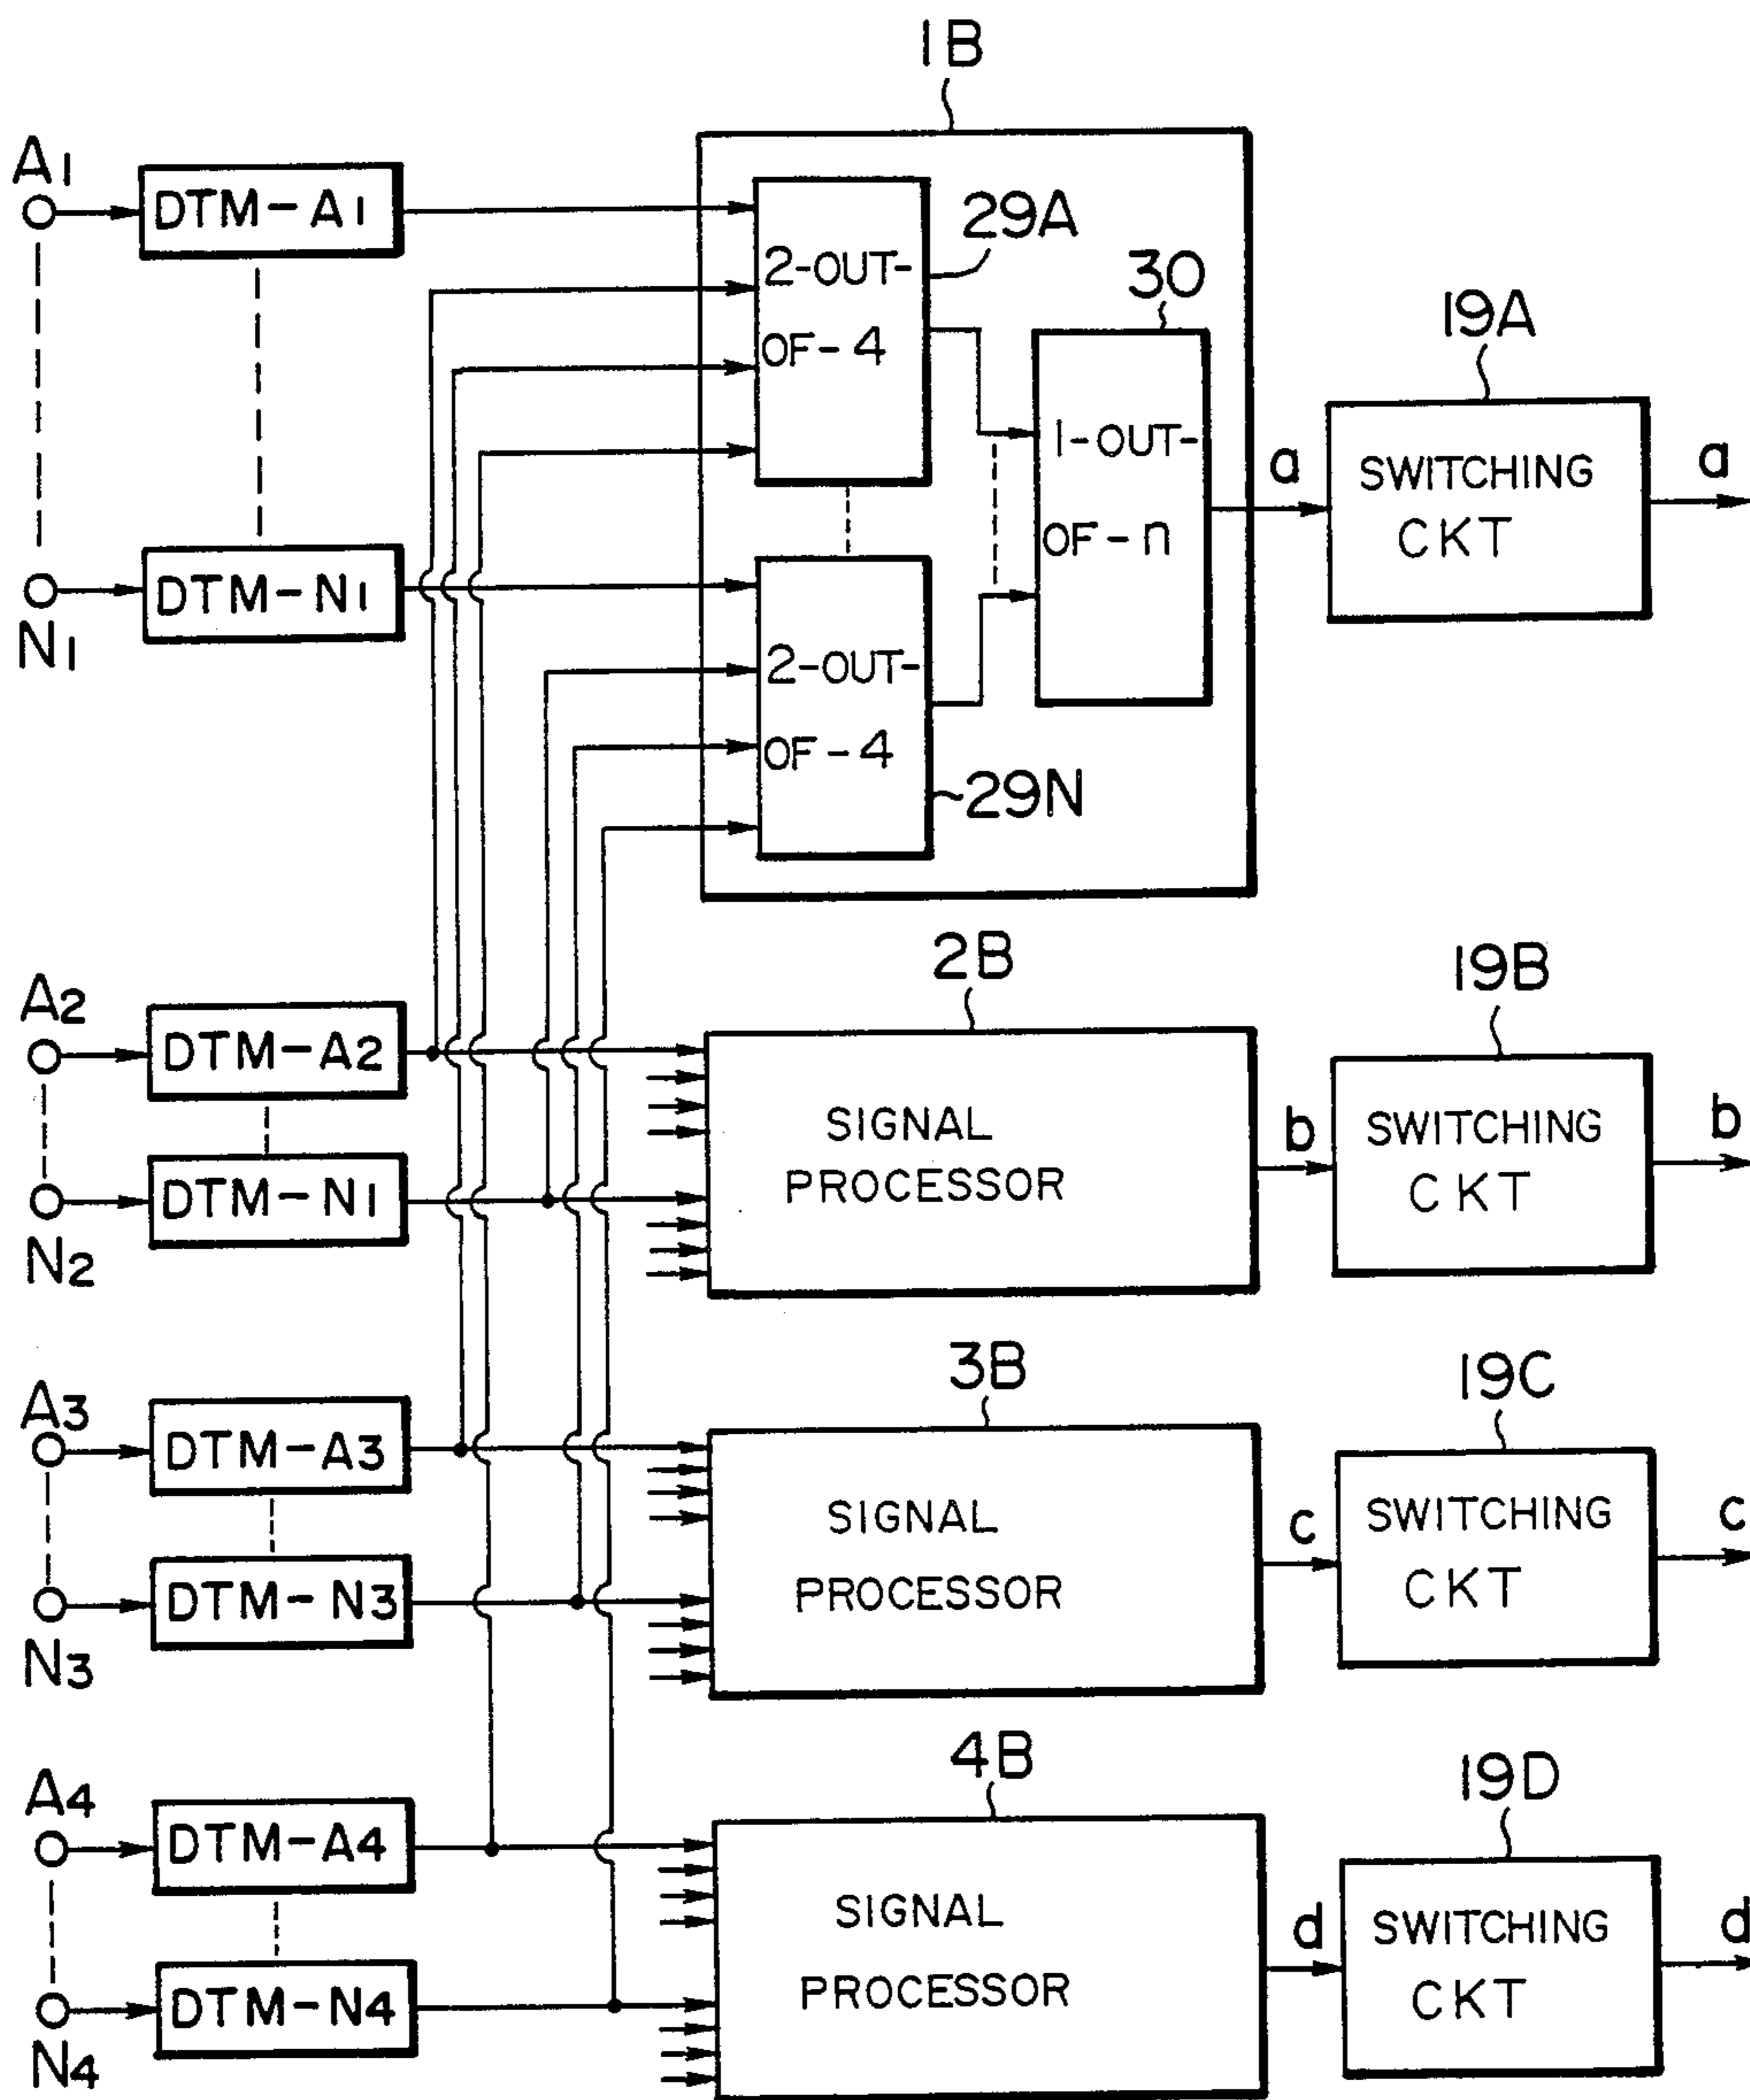 1B
A1
DTM-A1
29A
2-OUT-
OF-4
30
19A
1-OUT-
OF-n
a
SWITCHING
CKT
a
DTM-N1
N1
2-OUT-
OF-4
29N
2B
19B
A2
DTM-A2
SIGNAL
PROCESSOR
b
SWITCHING
CKT
b
DTM-N1
N2
3B
19C
A3
DTM-A3
SIGNAL
PROCESSOR
c
SWITCHING
CKT
c
DTM-N3
N3
4B
19D
A4
DTM-A4
SIGNAL
PROCESSOR
d
SWITCHING
CKT
d
DTM-N4
N4